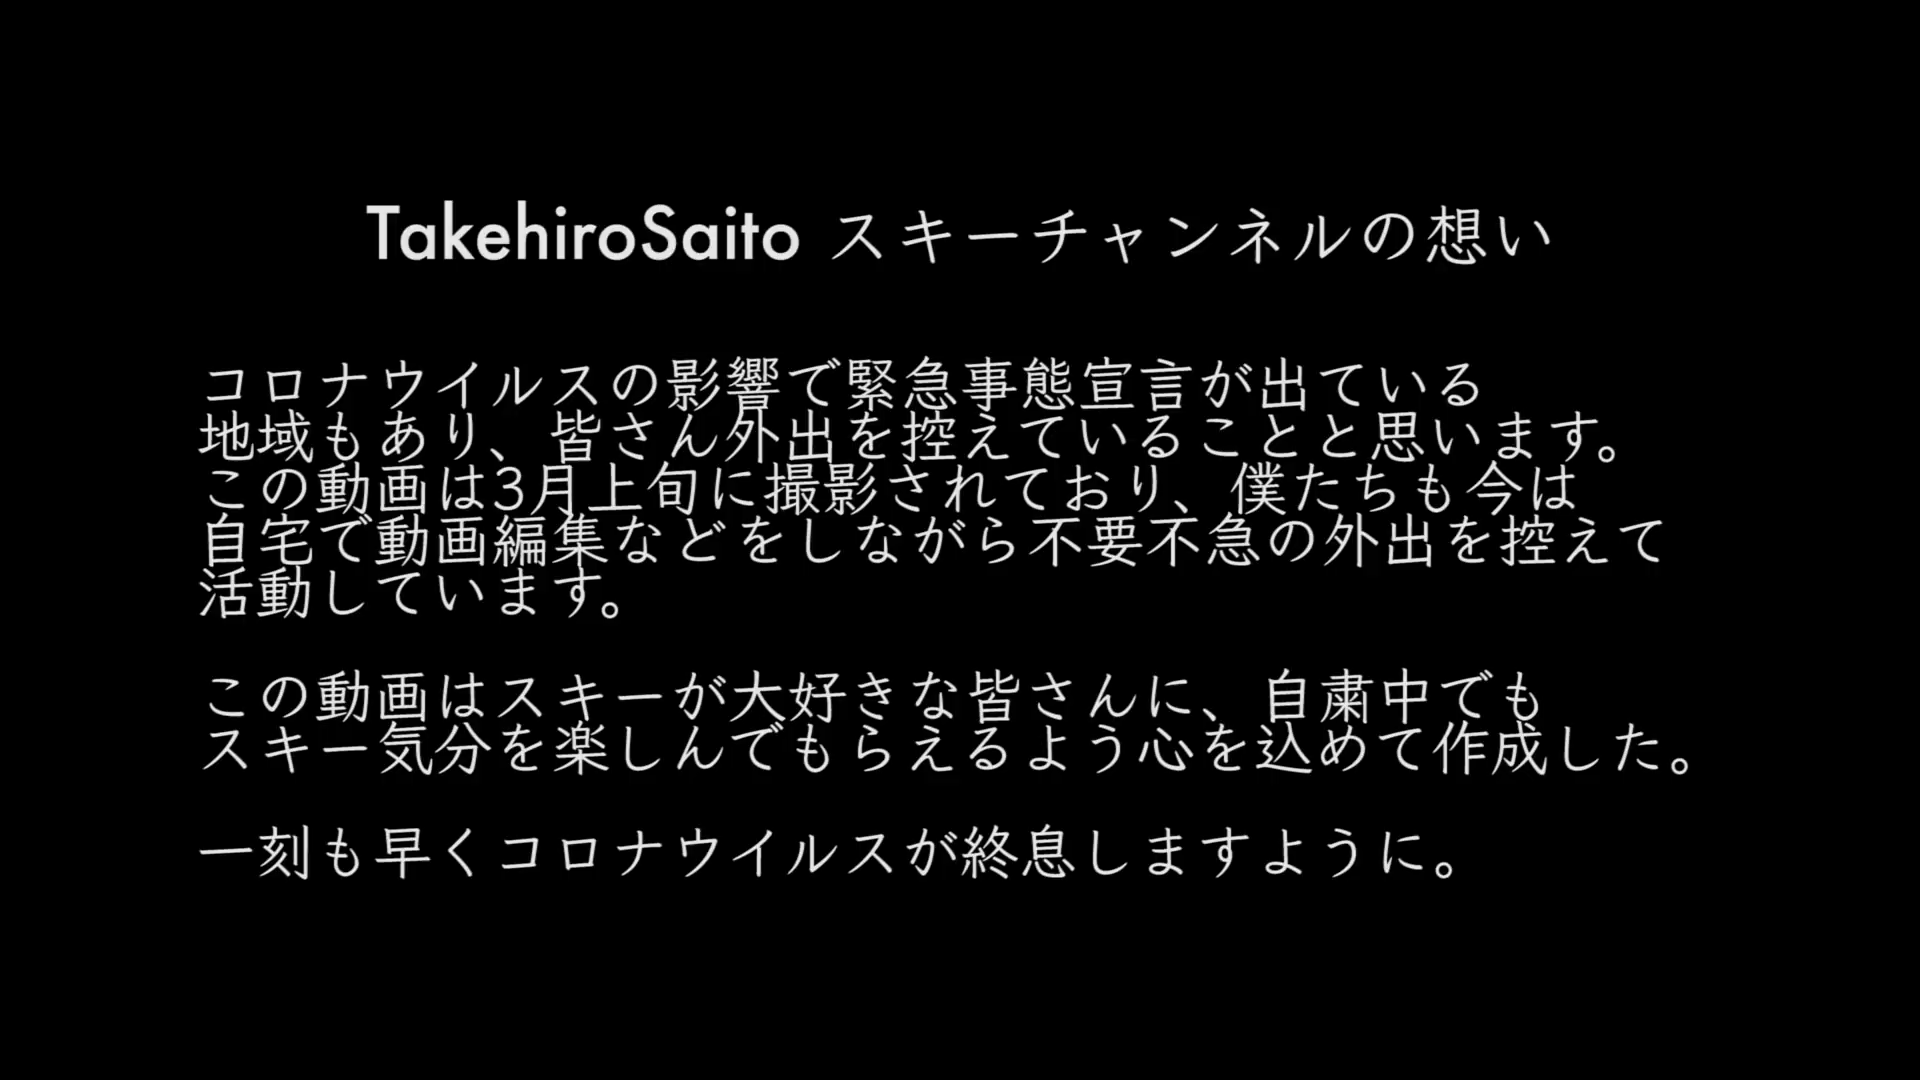 TakehiroSaito スキーチャンネルの想い
コロナウイルスの影響で緊急事態宣言が出ている
地域もあり、皆さん外出を控えていることと思います。
この動画は3月上旬に撮影されており、僕たちも今は
自宅で動画編集などをしながら不要不急の外出を控えて
活動しています。
この動画はスキーが大好きな皆さんに、自粛中でも
スキー気分を楽しんでもらえるよう心を込めて作成した。
一刻も早くコロナウイルスが終息しますように。